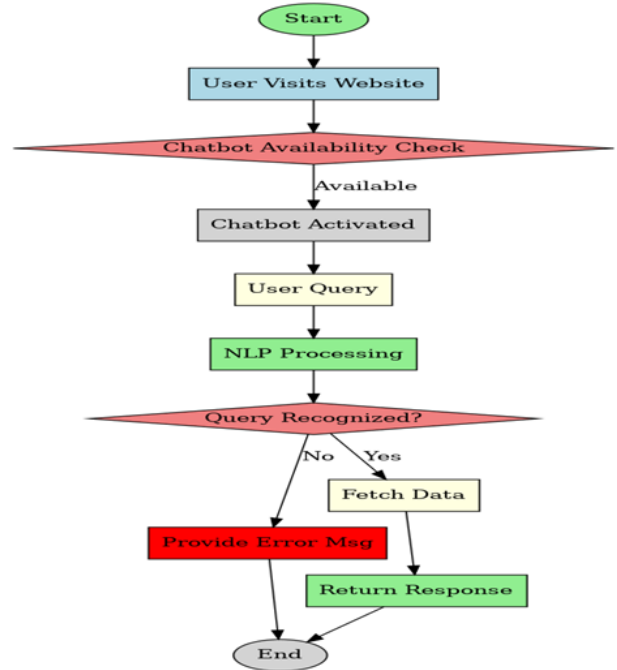 Start
User Visits Website
Chatbot Availability Check
Available
Chatbot Activated
User Query
NLP Processing
Query Recognized?
No
Yes
Fetch Data
Provide Error Msg
Return Response
End